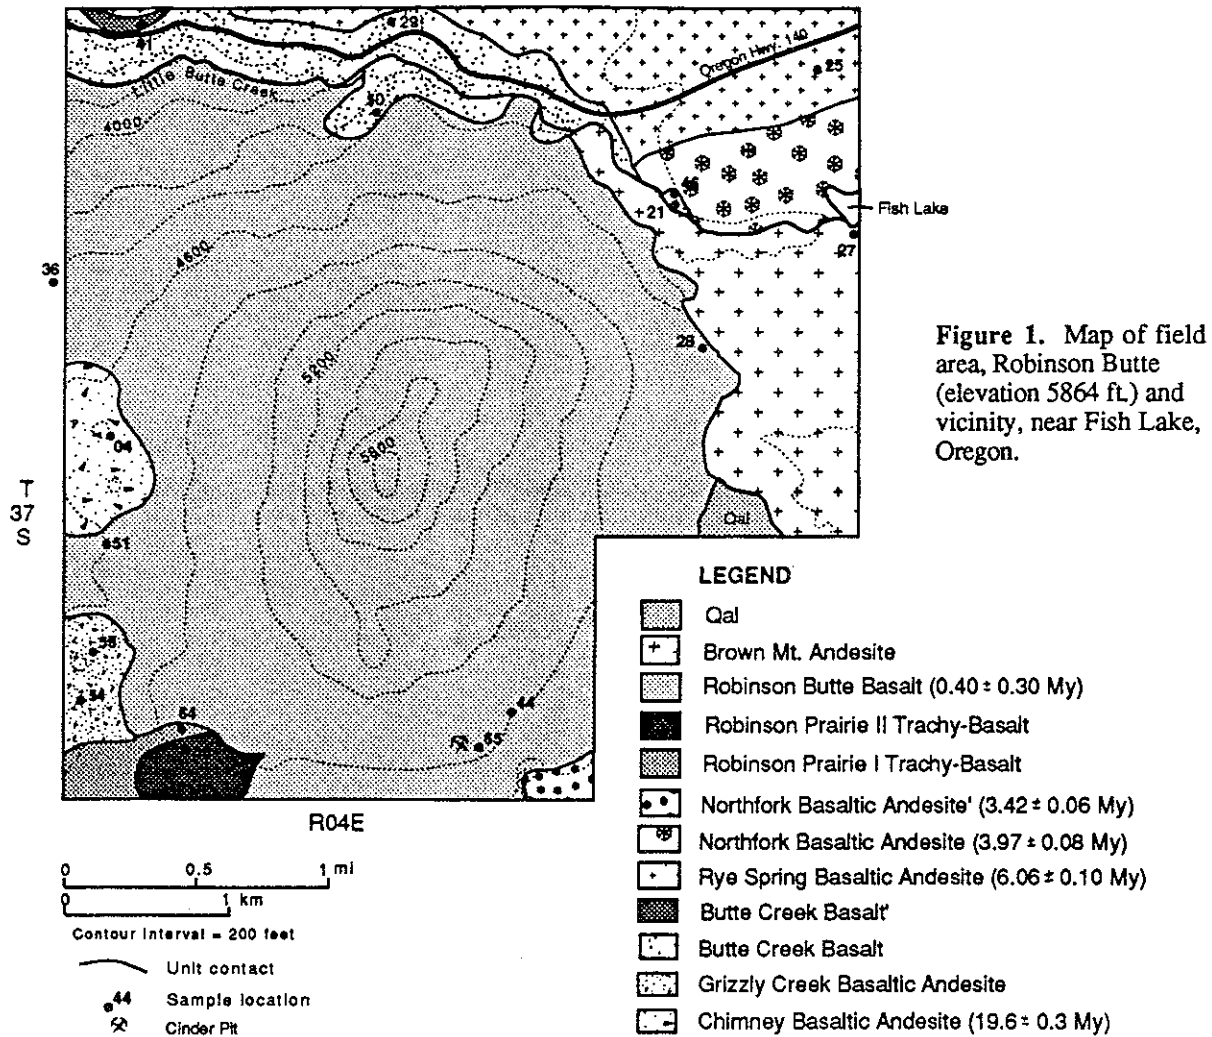 41
29
Oregon Hwy. 140
25
Little Butte Creek
4000
46
21
Fish Lake
27
4600
36
28
5200
5800
04
T
37
S
51
Qal
54
64
44
65
R04E
0 0.5 1 mi
0 1 km
Contour Interval = 200 feet
Unit contact
44 Sample location
Cinder Pit
Figure 1. Map of field
area, Robinson Butte
(elevation 5864 ft.) and
vicinity, near Fish Lake,
Oregon.
LEGEND
Qal
Brown Mt. Andesite
Robinson Butte Basalt (0.40 ± 0.30 My)
Robinson Prairie II Trachy-Basalt
Robinson Prairie I Trachy-Basalt
Northfork Basaltic Andesite' (3.42 ± 0.06 My)
Northfork Basaltic Andesite (3.97 ± 0.08 My)
Rye Spring Basaltic Andesite (6.06 ± 0.10 My)
Butte Creek Basalt'
Butte Creek Basalt
Grizzly Creek Basaltic Andesite
Chimney Basaltic Andesite (19.6 ± 0.3 My)